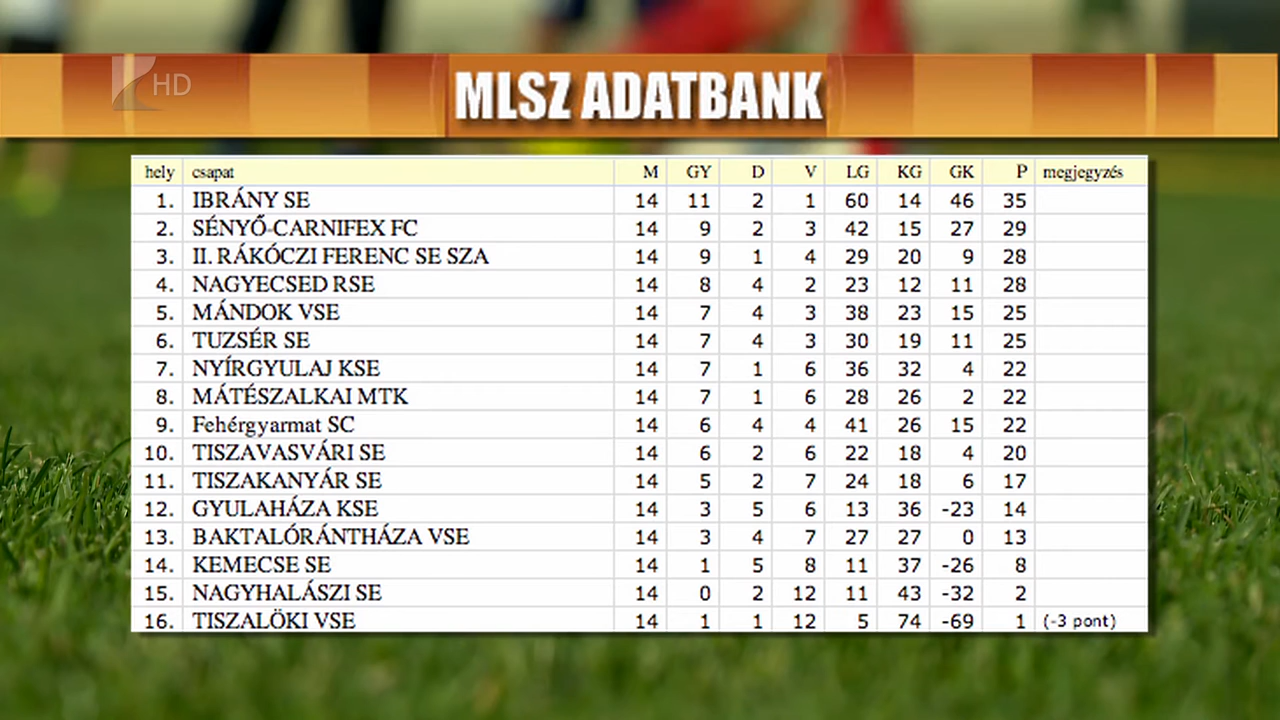 HD
MLSZ ADATBANK
hely csapat M GY D V LG KG GK P megjegyzés
1. IBRÁNY SE 14 11 2 1 60 14 46 35
2. SÉNYŐ-CARNIFEX FC 14 9 2 3 42 15 27 29
3. II. RÁKÓCZI FERENC SE SZA 14 9 1 4 29 20 9 28
4. NAGYECSED RSE 14 8 4 2 23 12 11 28
5. MÁNDOK VSE 14 7 4 3 38 23 15 25
6. TUZSÉR SE 14 7 4 3 30 19 11 25
7. NYÍRGYULAJ KSE 14 7 1 6 36 32 4 22
8. MÁTÉSZALKAI MTK 14 7 1 6 28 26 2 22
9. Fehérgyarmat SC 14 6 4 4 41 26 15 22
10. TISZAVASVÁRI SE 14 6 2 6 22 18 4 20
11. TISZAKANYÁR SE 14 5 2 7 24 18 6 17
12. GYULAHÁZA KSE 14 3 5 6 13 36 -23 14
13. BAKTALÓRÁNTHÁZA VSE 14 3 4 7 27 27 0 13
14. KEMECSE SE 14 1 5 8 11 37 -26 8
15. NAGYHALÁSZI SE 14 0 2 12 11 43 -32 2
16. TISZALÖKI VSE 14 1 1 12 5 74 -69 1 (-3 pont)